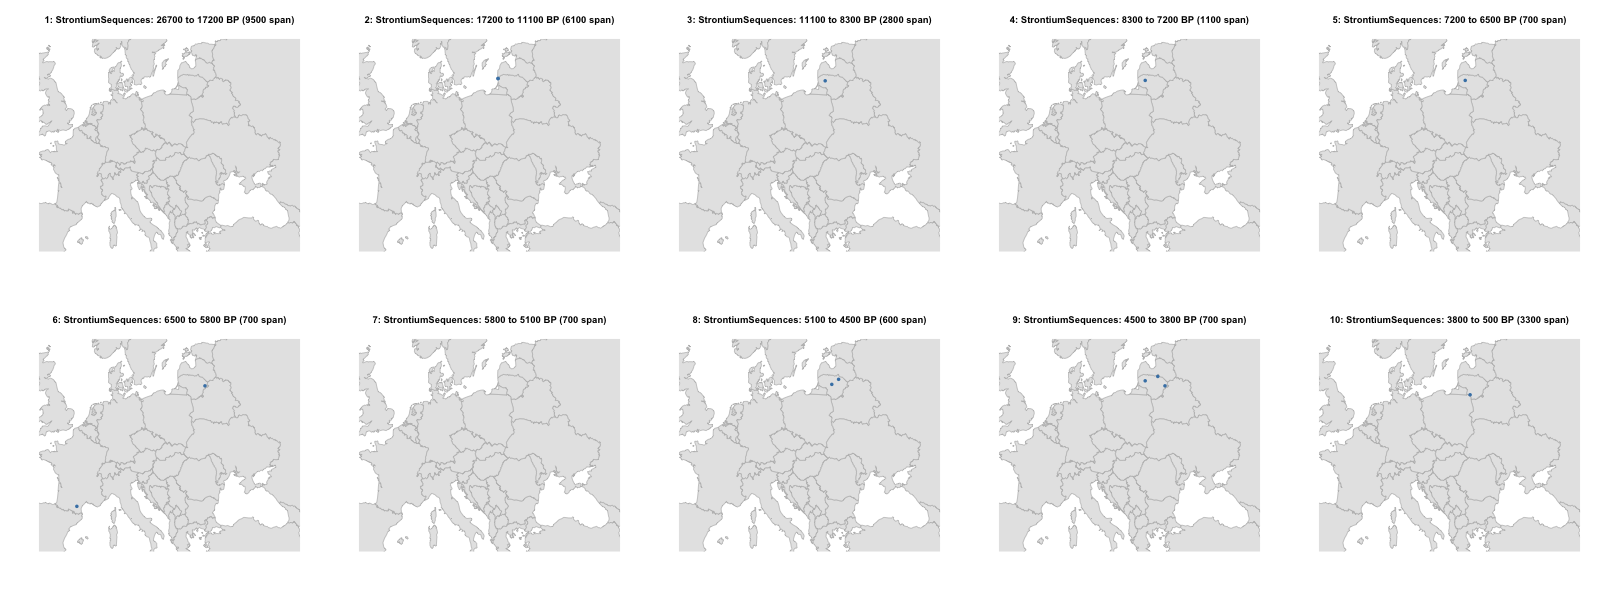 1: StrontiumSequences: 26700 to 17200 BP (9500 span)
2: StrontiumSequences: 17200 to 11100 BP (6100 span)
3: StrontiumSequences: 11100 to 8300 BP (2800 span)
4: StrontiumSequences: 8300 to 7200 BP (1100 span)
5: StrontiumSequences: 7200 to 6500 BP (700 span)
6: StrontiumSequences: 6500 to 5800 BP (700 span)
7: StrontiumSequences: 5800 to 5100 BP (700 span)
8: StrontiumSequences: 5100 to 4500 BP (600 span)
9: StrontiumSequences: 4500 to 3800 BP (700 span)
10: StrontiumSequences: 3800 to 500 BP (3300 span)